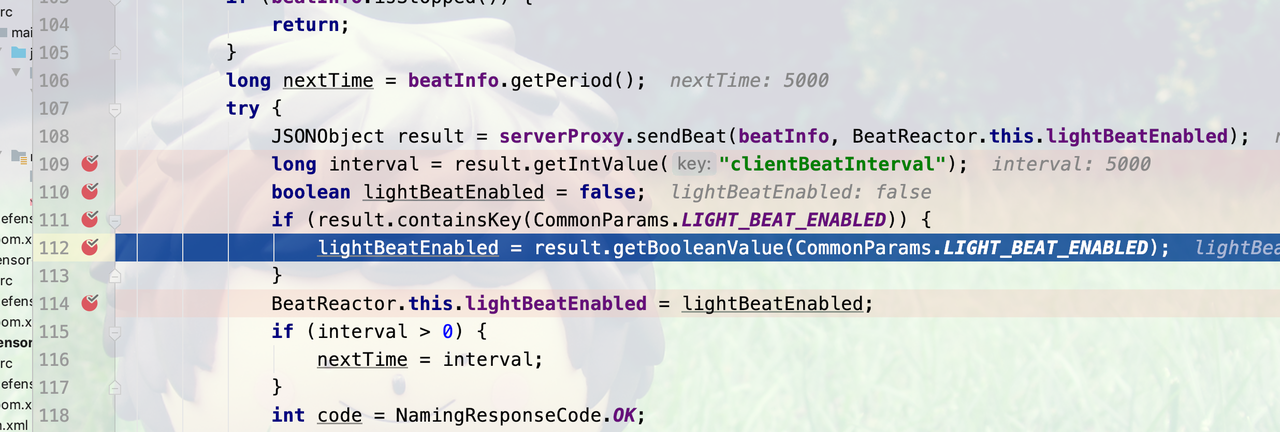 rc
mai
103 if (beatInfo.isStopped()) {
104 return;
105 }
106 long nextTime = beatInfo.getPeriod(); nextTime: 5000
107 try {
108 JSONObject result = serverProxy.sendBeat(beatInfo, BeatReactor.this.lightBeatEnabled);
109 long interval = result.getIntValue( key: "clientBeatInterval"); interval: 5000
110 boolean lightBeatEnabled = false; lightBeatEnabled: false
111 if (result.containsKey(CommonParams.LIGHT_BEAT_ENABLED)) {
112 lightBeatEnabled = result.getBooleanValue(CommonParams.LIGHT_BEAT_ENABLED); lightBea
113 }
114 BeatReactor.this.lightBeatEnabled = lightBeatEnabled;
115 if (interval > 0) {
116 nextTime = interval;
117 }
118 int code = NamingResponseCode.OK;
efens
om.x
ensor
rc
efens
om.x
ensor
rc
efens
om.x
.xml